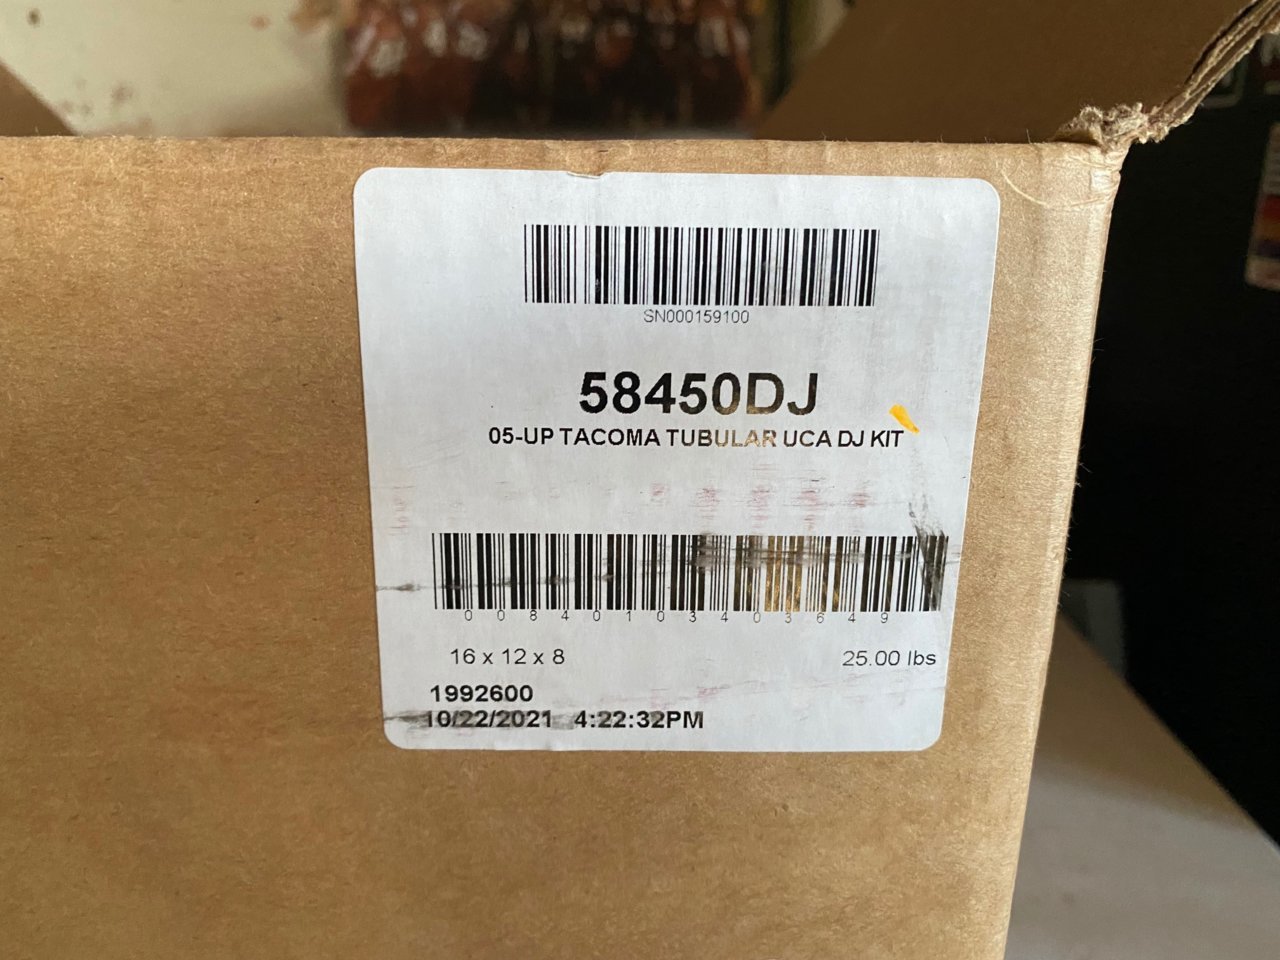 SN000159100
58450DJ
05-UP TACOMA TUBULAR UCA DJ KIT
0 0 8 4 0 1 0 3 4 0 3 6 4 9
16 x 12 x 8 25.00 lbs
1992600
10/22/2021 4:22:32PM